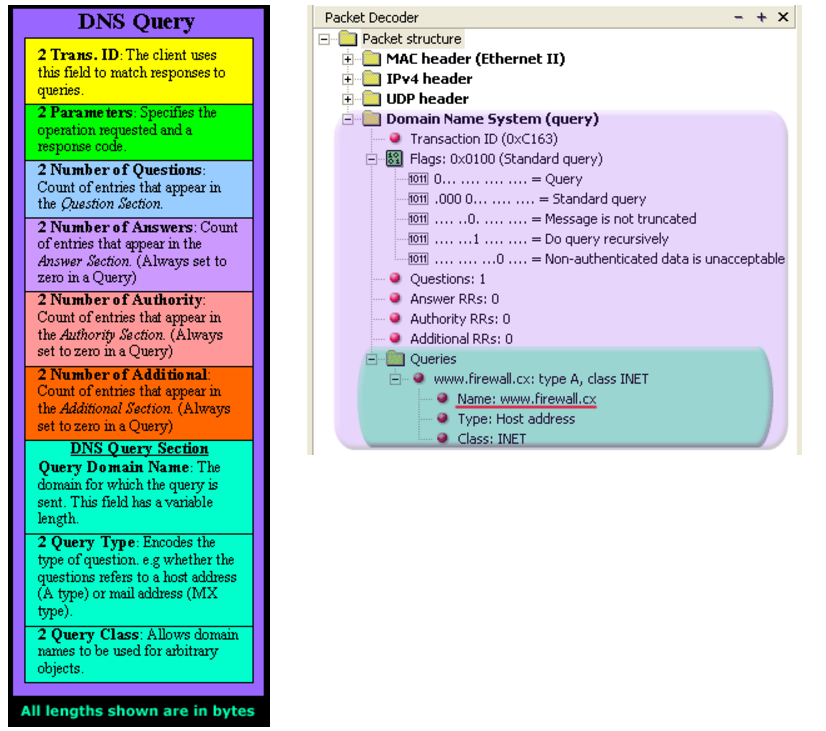 DNS Query
2 Trans. ID: The client uses
this field to match responses to
queries.
2 Parameters: Specifies the
operation requested and a
response code.
2 Number of Questions:
Count of entries that appear in
the Question Section.
2 Number of Answers: Count
of entries that appear in the
Answer Section. (Always set to
zero in a Query)
2 Number of Authority:
Count of entries that appear in
the Authority Section. (Always
set to zero in a Query)
2 Number of Additional:
Count of entries that appear in
the Additional Section. (Always
set to zero in a Query)
DNS Query Section
Query Domain Name: The
domain for which the query is
sent. This field has a variable
length.
2 Query Type: Encodes the
type of question. e.g whether the
questions refers to a host address
(A type) or mail address (MX
type).
2 Query Class: Allows domain
names to be used for arbitrary
objects.
All lengths shown are in bytes
Packet Decoder
Packet structure
MAC header (Ethernet II)
IPv4 header
UDP header
Domain Name System (query)
Transaction ID (0xC163)
Flags: 0x0100 (Standard query)
0... .... .... .... = Query
.000 0... .... .... = Standard query
.... ..0. .... .... = Message is not truncated
.... ...1 .... .... = Do query recursively
.... .... ...0 .... = Non-authenticated data is unacceptable
Questions: 1
Answer RRs: 0
Authority RRs: 0
Additional RRs: 0
Queries
www.firewall.cx: type A, class INET
Name: www.firewall.cx
Type: Host address
Class: INET